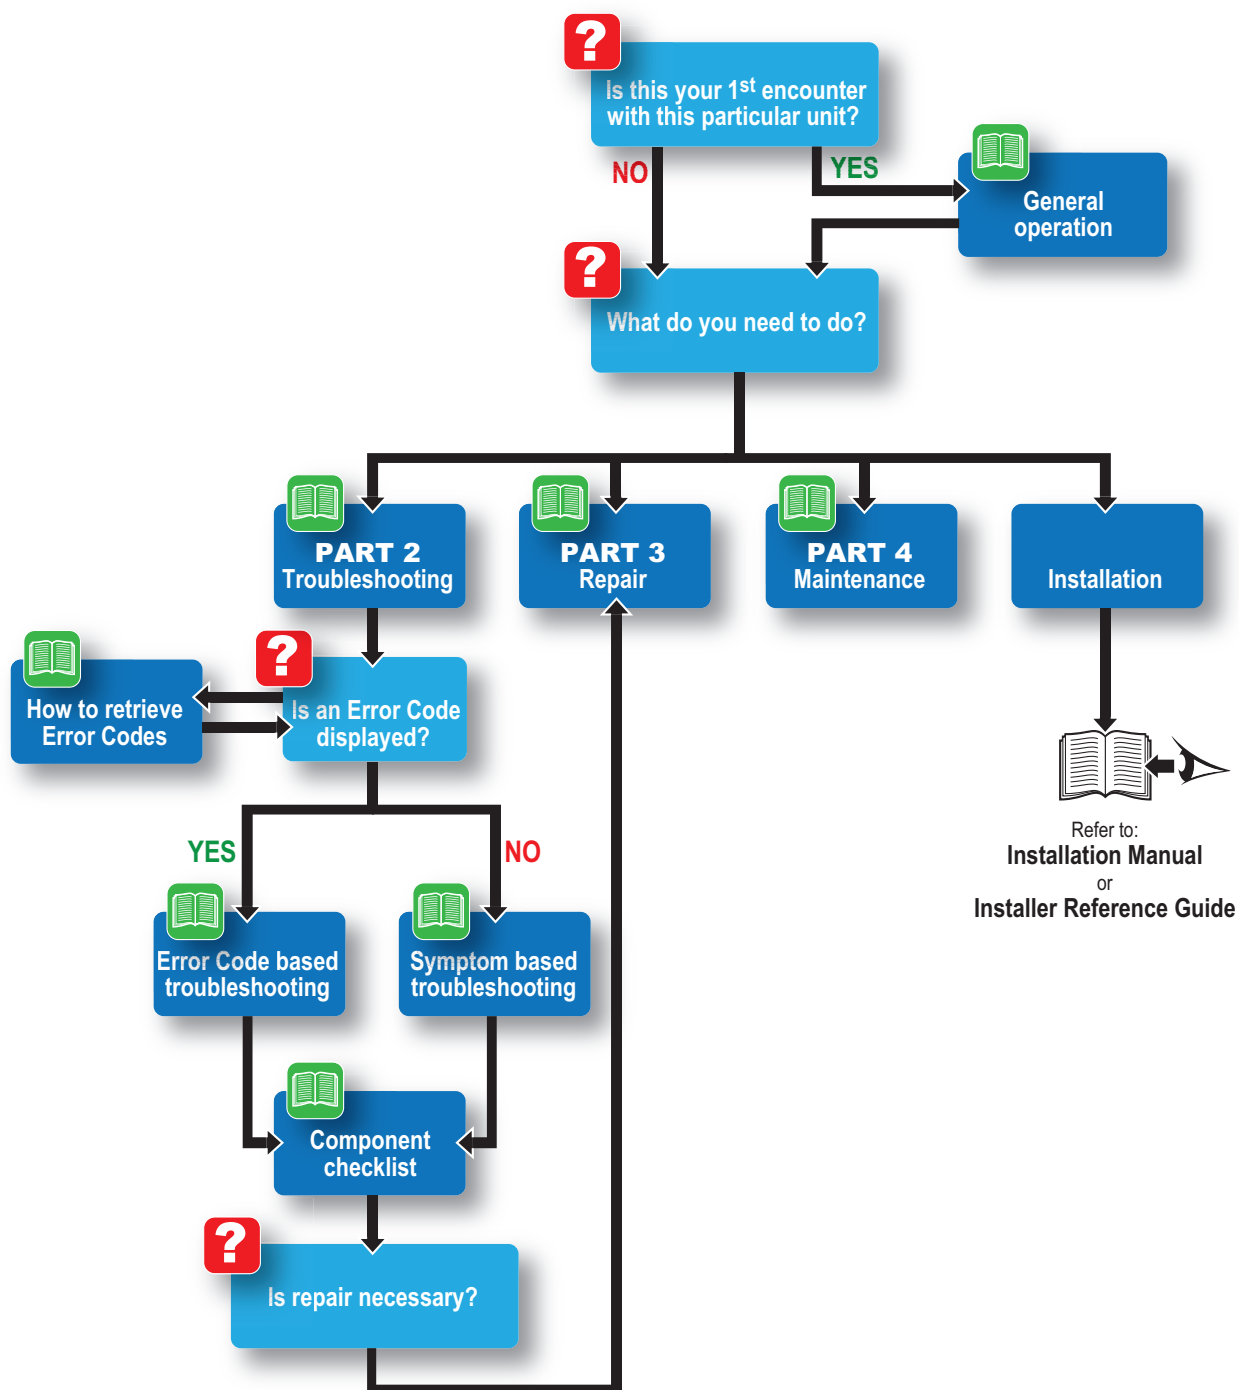 ?
Is this your 1st encounter
with this particular unit?
NO
YES
General
operation
?
What do you need to do?
PART 2
Troubleshooting
PART 3
Repair
PART 4
Maintenance
Installation
?
Is an Error Code
displayed?
How to retrieve
Error Codes
YES
NO
Refer to:
Installation Manual
or
Installer Reference Guide
Error Code based
troubleshooting
Symptom based
troubleshooting
Component
checklist
?
Is repair necessary?